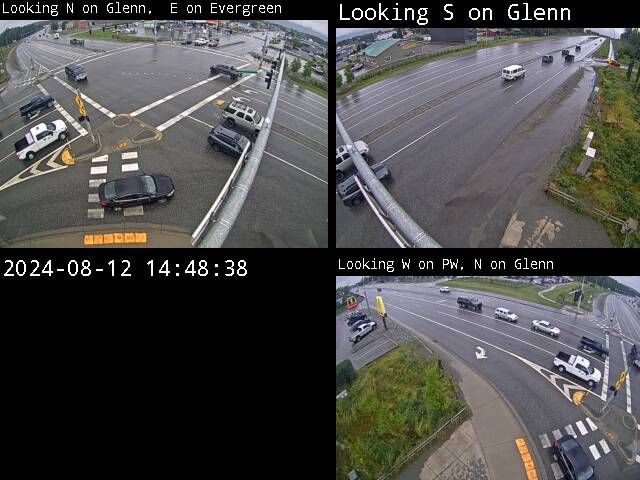 Looking N on Glenn,  E on Evergreen
Looking S on Glenn
2024-08-12 14:48:38
Looking W on PW, N on Glenn